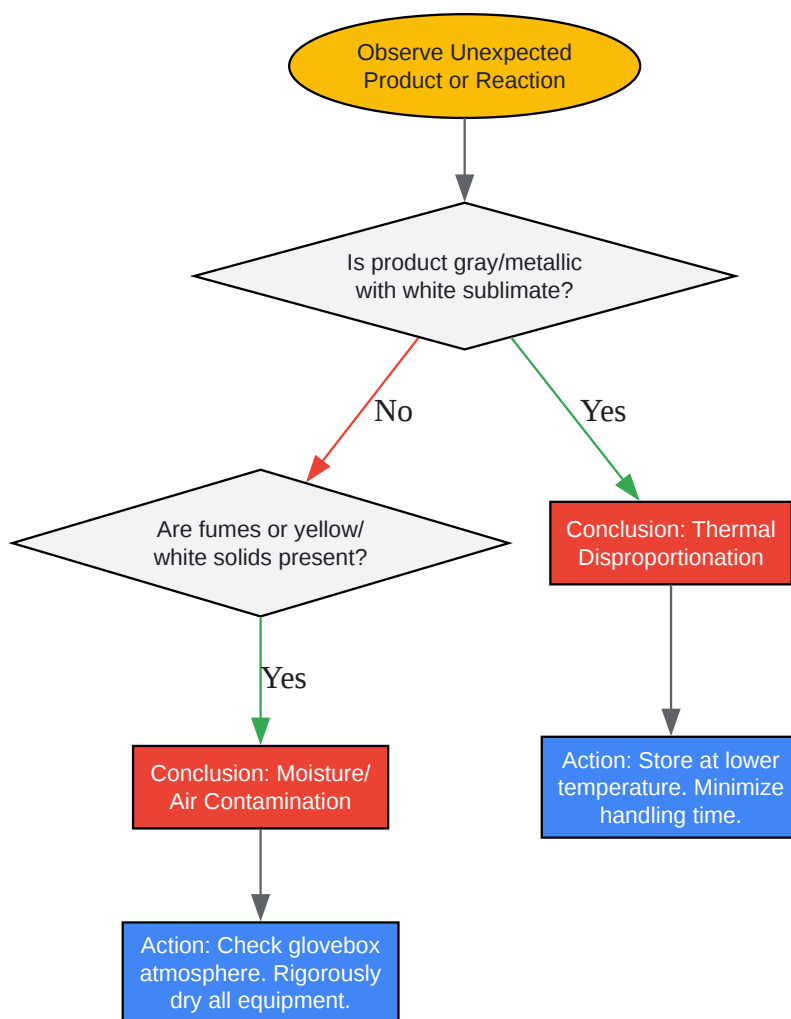 Observe Unexpected
Product or Reaction
Is product gray/metallic
with white sublimate?
No
Yes
Are fumes or yellow/
white solids present?
Conclusion: Thermal
Disproportionation
Yes
Conclusion: Moisture/
Air Contamination
Action: Store at lower
temperature. Minimize
handling time.
Action: Check glovebox
atmosphere. Rigorously
dry all equipment.